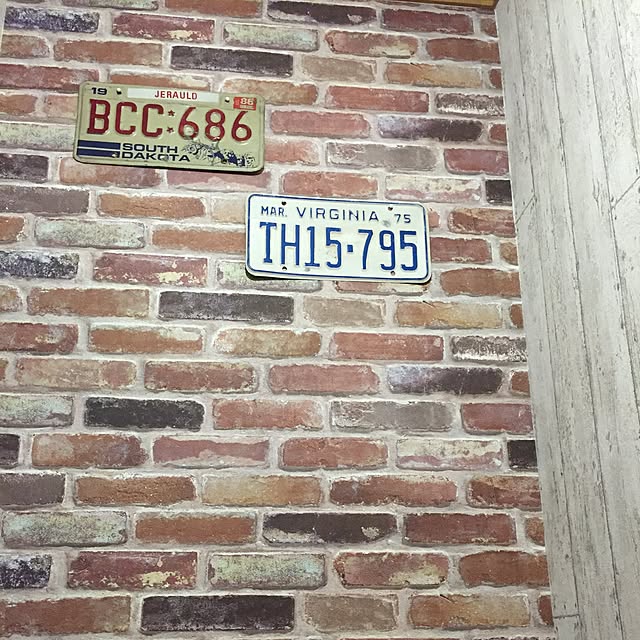 19 JERAULD 86
BCC★686
SOUTH
DAKOTA
MAR. VIRGINIA 75
TH15·795